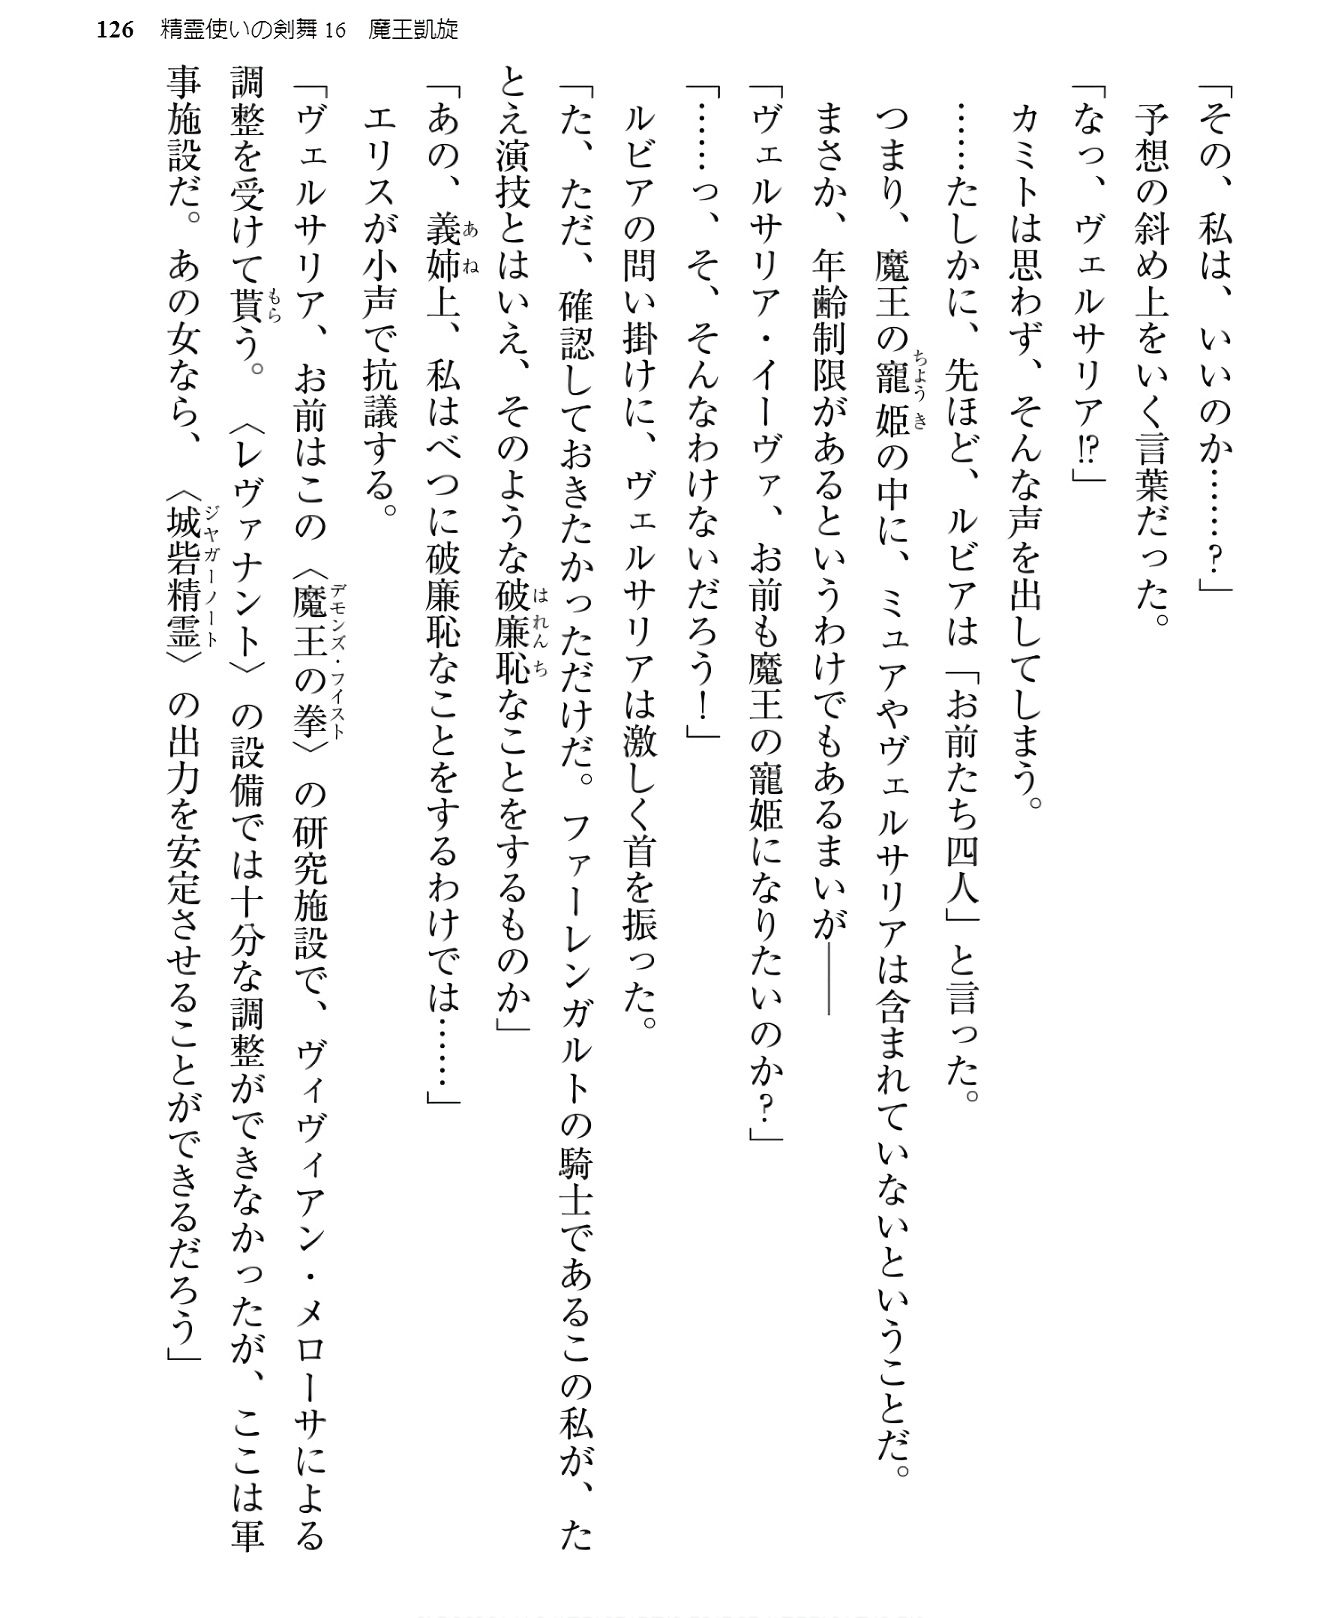 126 精霊使いの剣舞16 魔王凱旋
「その、私は、いいのか……？」
予想の斜め上をいく言葉だった。
「なっ、ヴェルサリア⁉」
カミトは思わず、そんな声を出してしまう。
……たしかに、先ほど、ルビアは「お前たち四人」と言った。
つまり、魔王の寵姫の中に、ミュアやヴェルサリアは含まれていないということだ。
まさか、年齢制限があるというわけでもあるまいが――
「ヴェルサリア・イーヴァ、お前も魔王の寵姫になりたいのか？」
「……っ、そ、そんなわけないだろう！」
ルビアの問い掛けに、ヴェルサリアは激しく首を振った。
「た、ただ、確認しておきたかっただけだ。ファーレンガルトの騎士であるこの私が、た
とえ演技とはいえ、そのような破廉恥なことをするものか」
「あの、義姉上、私はべつに破廉恥なことをするわけでは……」
エリスが小声で抗議する。
「ヴェルサリア、お前はこの〈魔王の拳〉の研究施設で、ヴィヴィアン・メローサによる
調整を受けて貰う。〈レヴァナント〉の設備では十分な調整ができなかったが、ここは軍
事施設だ。あの女なら、〈城砦精霊〉の出力を安定させることができるだろう」